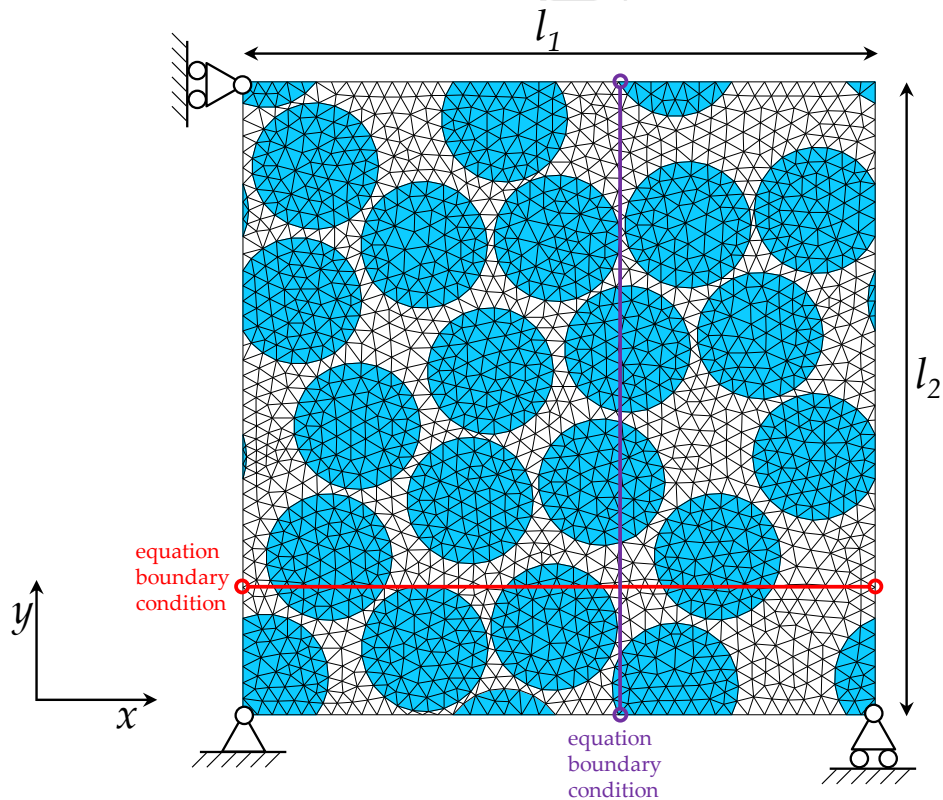 l₁
l₂
equation
boundary
condition
y
x
equation
boundary
condition